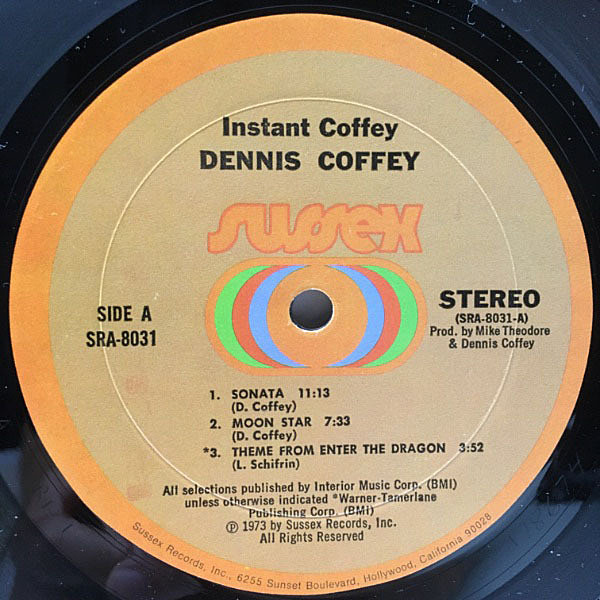 Instant Coffey
DENNIS COFFEY
sussex
SIDE A
SRA-8031
STEREO
(SRA-8031-A)
Prod. by Mike Theodore
& Dennis Coffey
1. SONATA 11:13
(D. Coffey)
2. MOON STAR 7:33
(D. Coffey)
*3. THEME FROM ENTER THE DRAGON 3:52
(L. Schifrin)
All selections published by Interior Music Corp. (BMI)
unless otherwise indicated *Warner-Tamerlane
Publishing Corp. (BMI)
℗ 1973 by Sussex Records, Inc.
All Rights Reserved
Sussex Records, Inc., 6255 Sunset Boulevard, Hollywood, California 90028